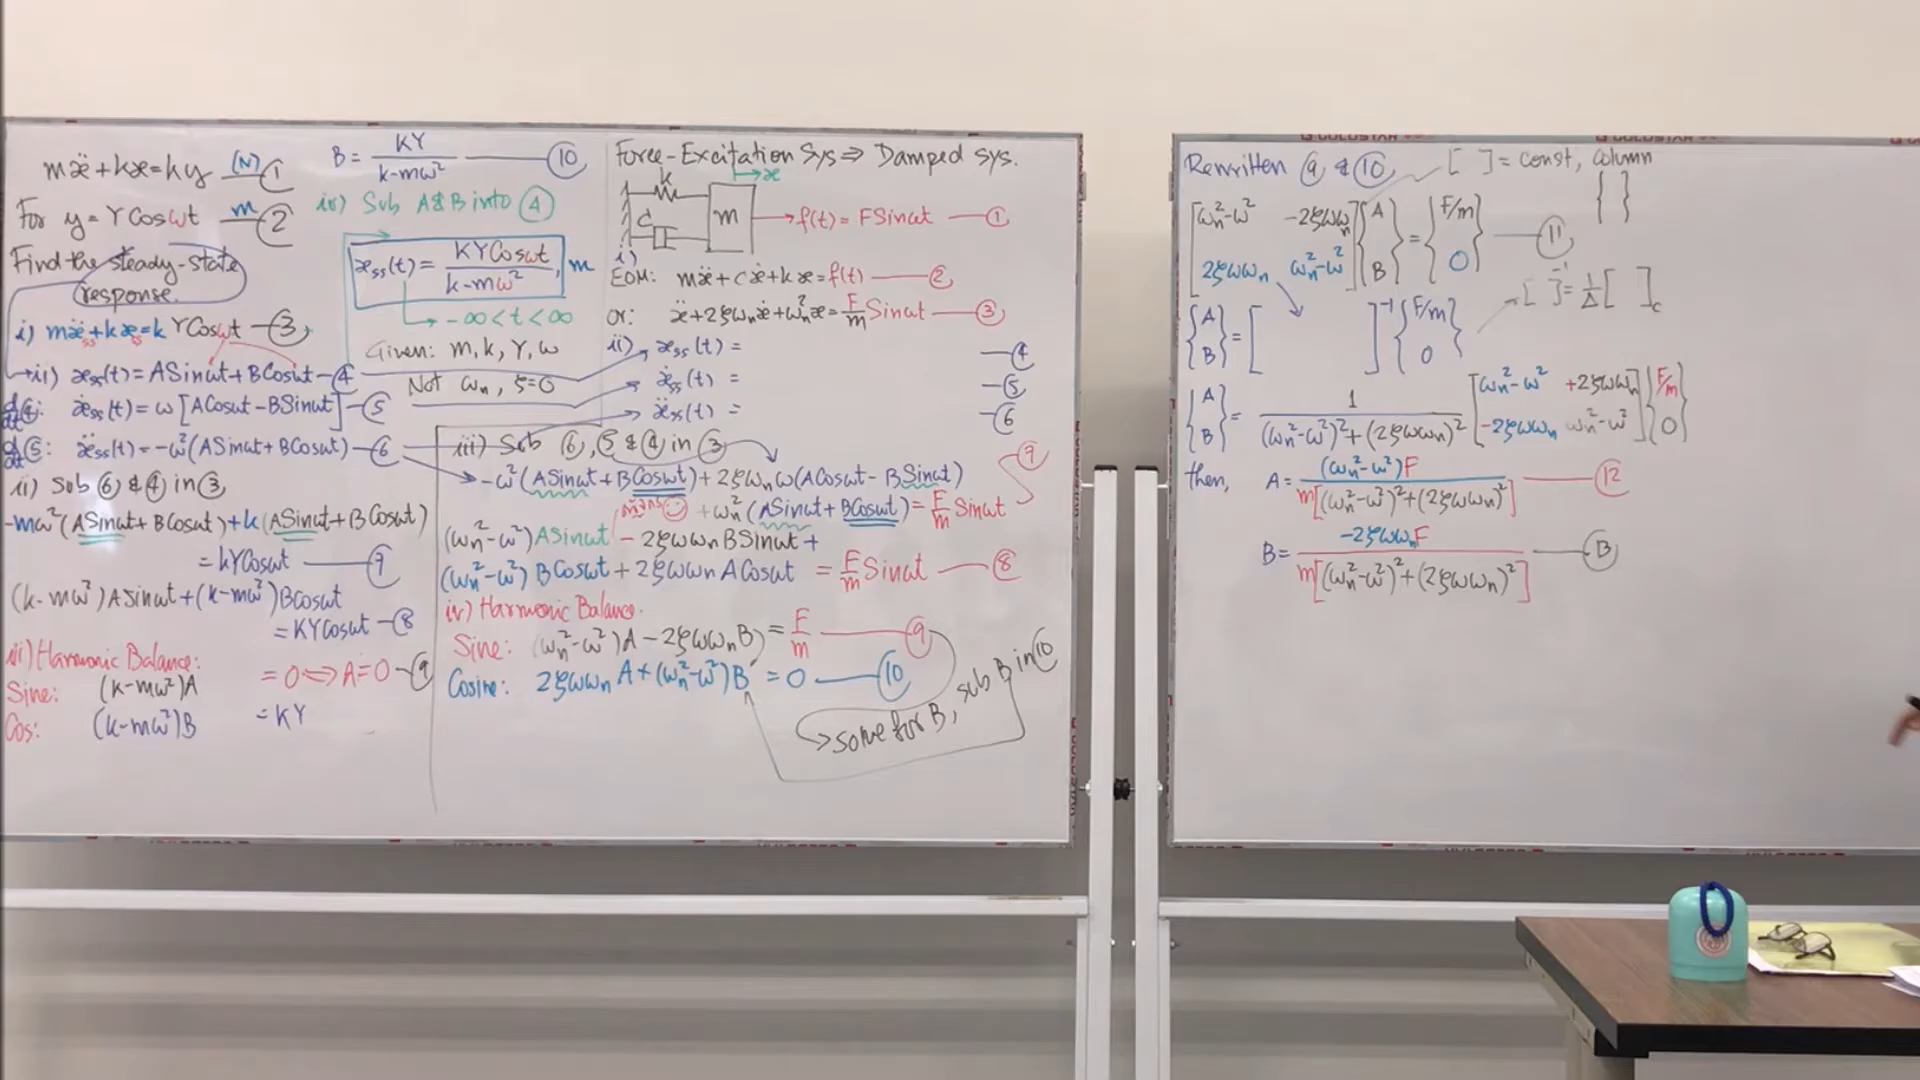 mẍ + kx = ky (N) ①
For y = Y Cosωt m ②
Find the steady-state
response.
i) mẍss + kxss = k Y Cosωt — ③
ii) xss(t) = A Sinωt + B Cosωt — ④
d/dt ④: ẋss(t) = ω[A Cosωt - B Sinωt] — ⑤
d/dt ⑤: ẍss(t) = -ω²(A Sinωt + B Cosωt) — ⑥
ii) Sub ⑥ & ④ in ③
-mω²(A Sinωt + B Cosωt) + k(A Sinωt + B Cosωt)
= kY Cosωt ——
(k-mω²)A Sinωt + (k-mω²)B Cosωt
= KY Cosωt — ⑧
iii) Harmonic Balance:
Sine: (k-mω²)A = 0 ⇔ A = 0 — ⑨
Cos: (k-mω²)B = KY
B = KY/(k-mω²) —— ⑩
iv) Sub A & B into ④
xss(t) = KY Cosωt/(k-mω²), m
→ -∞ < t < ∞
Given: m, k, Y, ω
Not ωn, ζ=0
Force-Excitation Sys ⇒ Damped sys.
k → x
C m → f(t) = F Sinωt — ①
i)
EOM: mẍ + cẋ + kx = f(t) — ②
or: ẍ + 2ζωnẋ + ωn²x = F/m Sinωt — ③
ii) xss(t) = — ④
ẋss(t) = — ⑤
ẍss(t) = — ⑥
iii) Sub ⑥, ⑤ & ④ in ③
-ω²(A Sinωt + B Cosωt) + 2ζωn ω(A Cosωt - B Sinωt)
+ ωn²(A Sinωt + B Cosωt) = F/m Sinωt ⑨
(ωn²-ω²)A Sinωt - 2ζωωn B Sinωt +
(ωn²-ω²) B Cosωt + 2ζωωn A Cosωt = F/m Sinωt — ⑧
iv) Harmonic Balance.
Sine: (ωn²-ω²)A - 2ζωωn B = F/m —— ⑨
Cosine: 2ζωωn A + (ωn²-ω²)B = 0 —— ⑩
solve for B, sub B in ⑩
Rewritten ⑨ & ⑩ [ ] = const, column
{ }
[ωn²-ω² -2ζωωn] {A} = {F/m} —— ⑪
[2ζωωn ωn²-ω²] {B} {0}
{A B} = [ ]⁻¹ {F/m 0} [ ]⁻¹ = 1/Δ [ ]c
{A B} = 1/((ωn²-ω²)² + (2ζωωn)²) [ωn²-ω² +2ζωωn] {F/m}
[-2ζωωn ωn²-ω²] {0}
then, A = (ωn²-ω²)F / m[(ωn²-ω²)² + (2ζωωn)²] —— ⑫
B = -2ζωωnF / m[(ωn²-ω²)² + (2ζωωn)²] —— ⑬